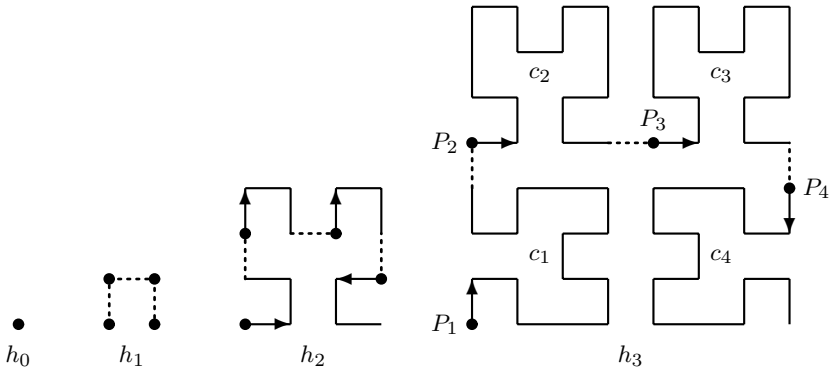 c₂ c₃
P₂ P₃
P₄
c₁ c₄
P₁
h₀ h₁ h₂ h₃